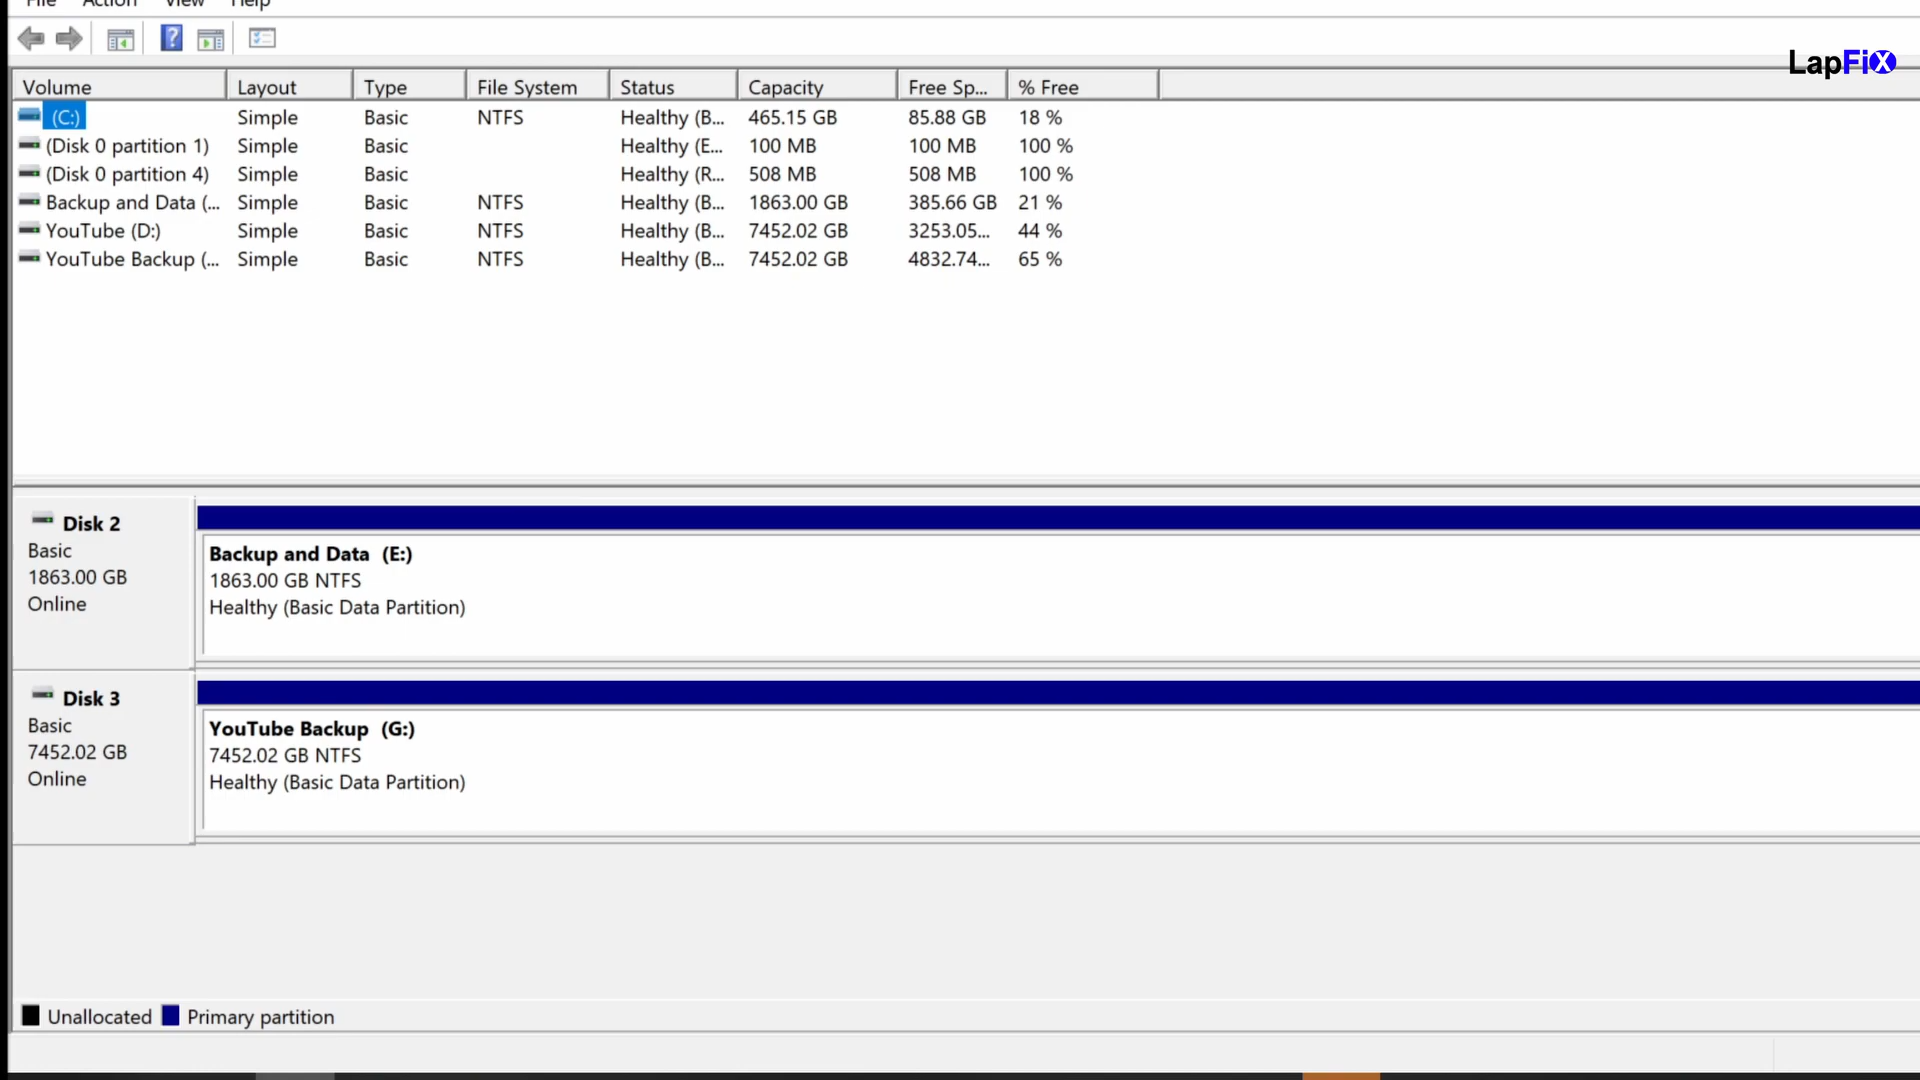 File Action View Help
LapFiX
Volume Layout Type File System Status Capacity Free Sp... % Free
(C:) Simple Basic NTFS Healthy (B... 465.15 GB 85.88 GB 18 %
(Disk 0 partition 1) Simple Basic Healthy (E... 100 MB 100 MB 100 %
(Disk 0 partition 4) Simple Basic Healthy (R... 508 MB 508 MB 100 %
Backup and Data (... Simple Basic NTFS Healthy (B... 1863.00 GB 385.66 GB 21 %
YouTube (D:) Simple Basic NTFS Healthy (B... 7452.02 GB 3253.05... 44 %
YouTube Backup (... Simple Basic NTFS Healthy (B... 7452.02 GB 4832.74... 65 %
Disk 2
Basic
1863.00 GB
Online
Backup and Data (E:)
1863.00 GB NTFS
Healthy (Basic Data Partition)
Disk 3
Basic
7452.02 GB
Online
YouTube Backup (G:)
7452.02 GB NTFS
Healthy (Basic Data Partition)
Unallocated Primary partition